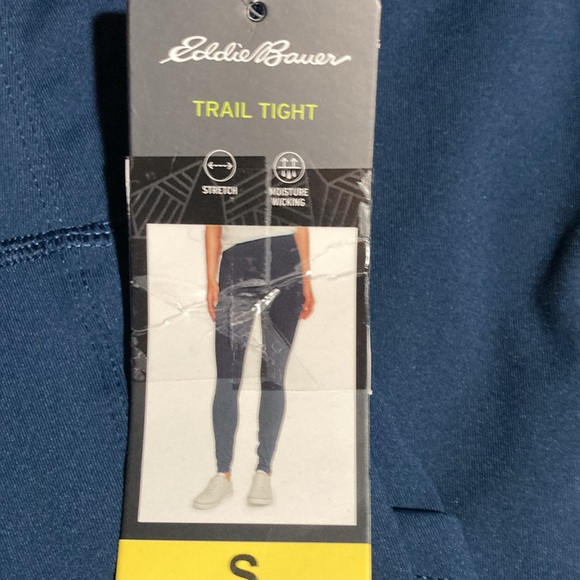 Eddie Bauer
TRAIL TIGHT
STRETCH
MOISTURE
WICKING
S